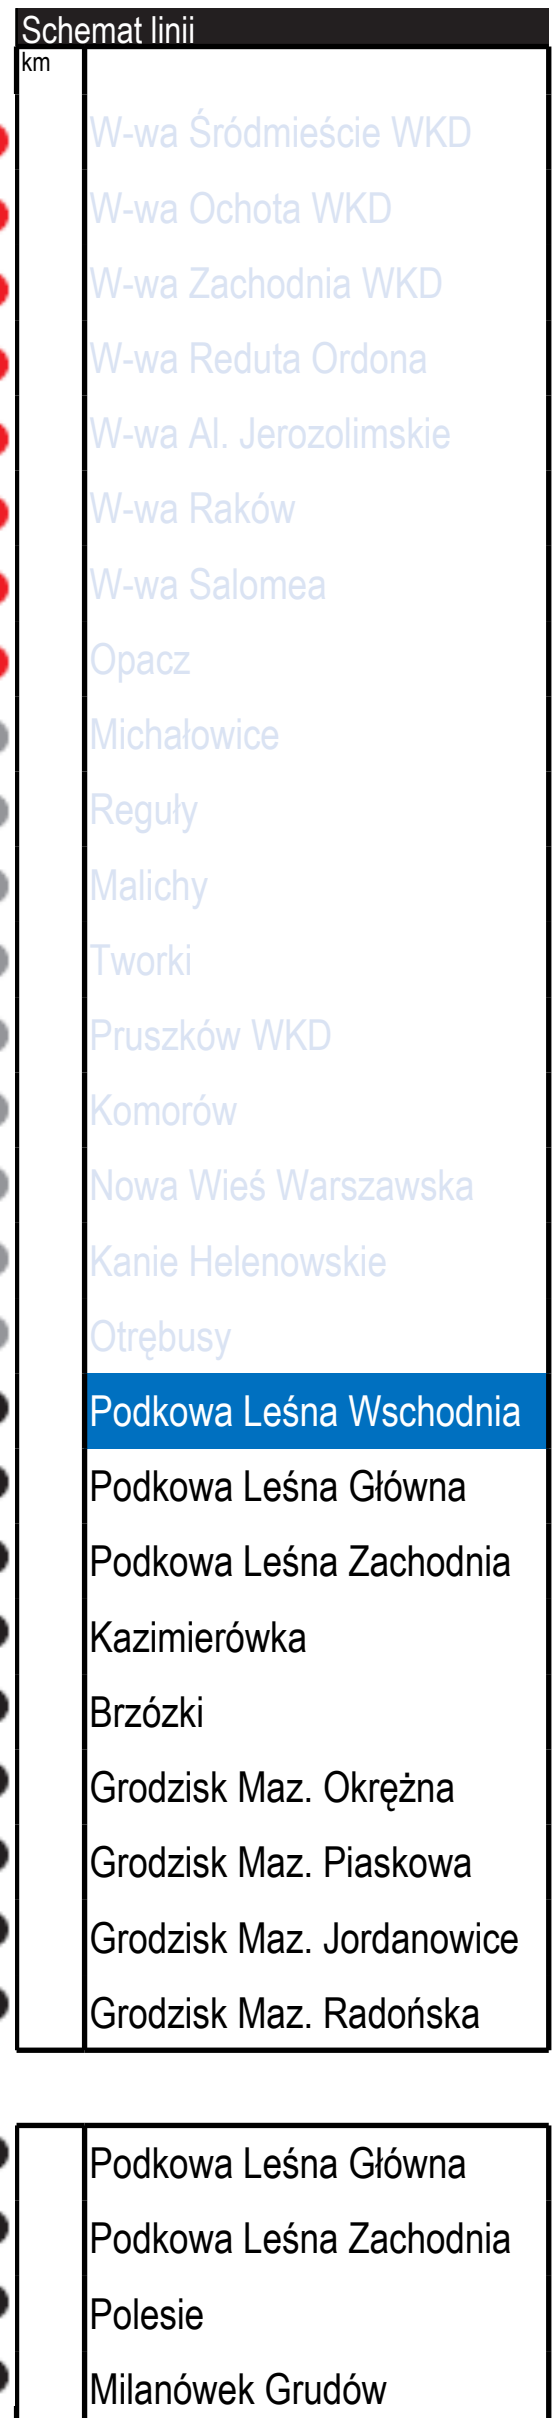 Schemat linii
km
W-wa Śródmieście WKD
W-wa Ochota WKD
W-wa Zachodnia WKD
W-wa Reduta Ordona
W-wa Al. Jerozolimskie
W-wa Raków
W-wa Salomea
Opacz
Michałowice
Reguły
Malichy
Tworki
Pruszków WKD
Komorów
Nowa Wieś Warszawska
Kanie Helenowskie
Otrębusy
Podkowa Leśna Wschodnia
Podkowa Leśna Główna
Podkowa Leśna Zachodnia
Kazimierówka
Brzózki
Grodzisk Maz. Okrężna
Grodzisk Maz. Piaskowa
Grodzisk Maz. Jordanowice
Grodzisk Maz. Radońska
Podkowa Leśna Główna
Podkowa Leśna Zachodnia
Polesie
Milanówek Grudów